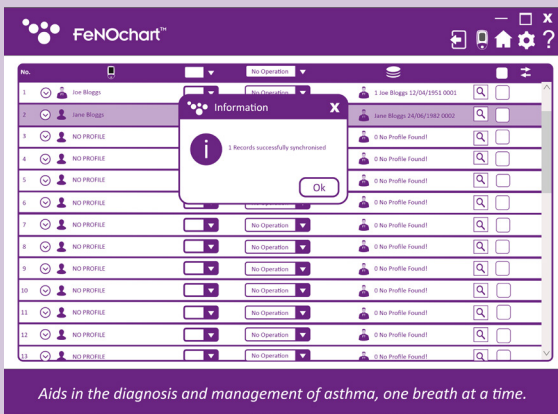 FeNOchart™
No. No Operation
1 Joe Bloggs No Operation 1 Joe Bloggs 12/04/1951 0001
Information X
2 Jane Bloggs Jane Bloggs 24/06/1982 0002
3 NO PROFILE 0 No Profile Found!
1 Records successfully synchronised
4 NO PROFILE 0 No Profile Found!
5 NO PROFILE 0 No Profile Found!
Ok
6 NO PROFILE No Operation 0 No Profile Found!
7 NO PROFILE No Operation 0 No Profile Found!
8 NO PROFILE No Operation 0 No Profile Found!
9 NO PROFILE No Operation 0 No Profile Found!
10 NO PROFILE No Operation 0 No Profile Found!
11 NO PROFILE No Operation 0 No Profile Found!
12 NO PROFILE No Operation 0 No Profile Found!
13 NO PROFILE No Operation 0 No Profile Found!
Aids in the diagnosis and management of asthma, one breath at a time.